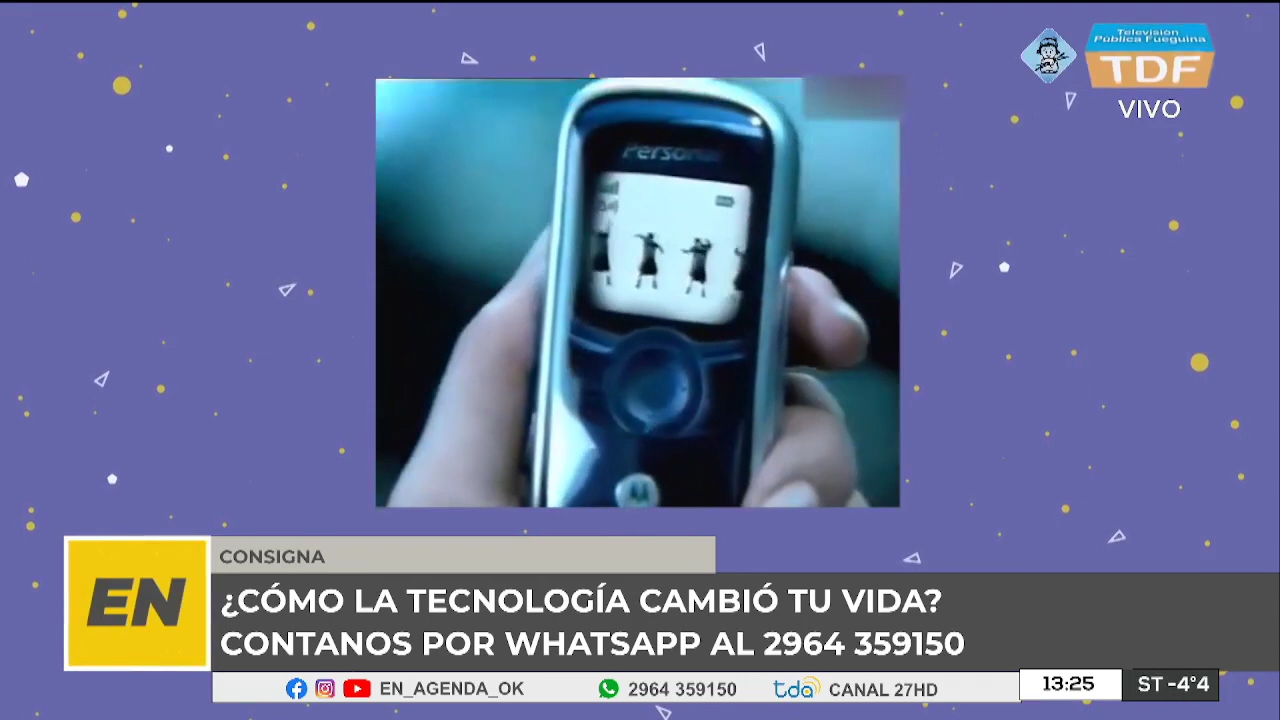 Televisión
Pública Fueguina
TDF
VIVO
Personal
EN
CONSIGNA
¿CÓMO LA TECNOLOGÍA CAMBIÓ TU VIDA?
CONTANOS POR WHATSAPP AL 2964 359150
EN_AGENDA_OK
2964 359150
tda
CANAL 27HD
13:25
ST -4°4